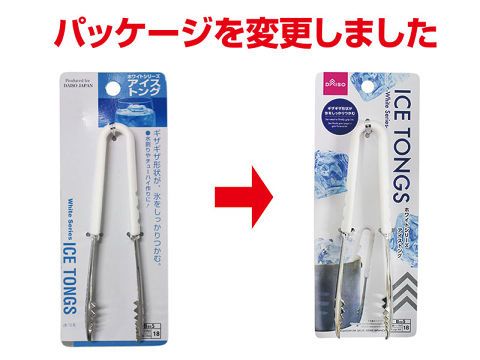 パッケージを変更しました
Produced for
DAISO JAPAN
ホワイトシリーズ
アイス
トング
ギザギザ形状が、氷をしっかりつかむ。
●水割りやチューハイ作りに!
White Series
ICE TONGS
18
DAISO
ギザギザ形状が
氷をしっかりつかむ
ICE TONGS
-White Series-
ホワイトシリーズ
アイストング
18